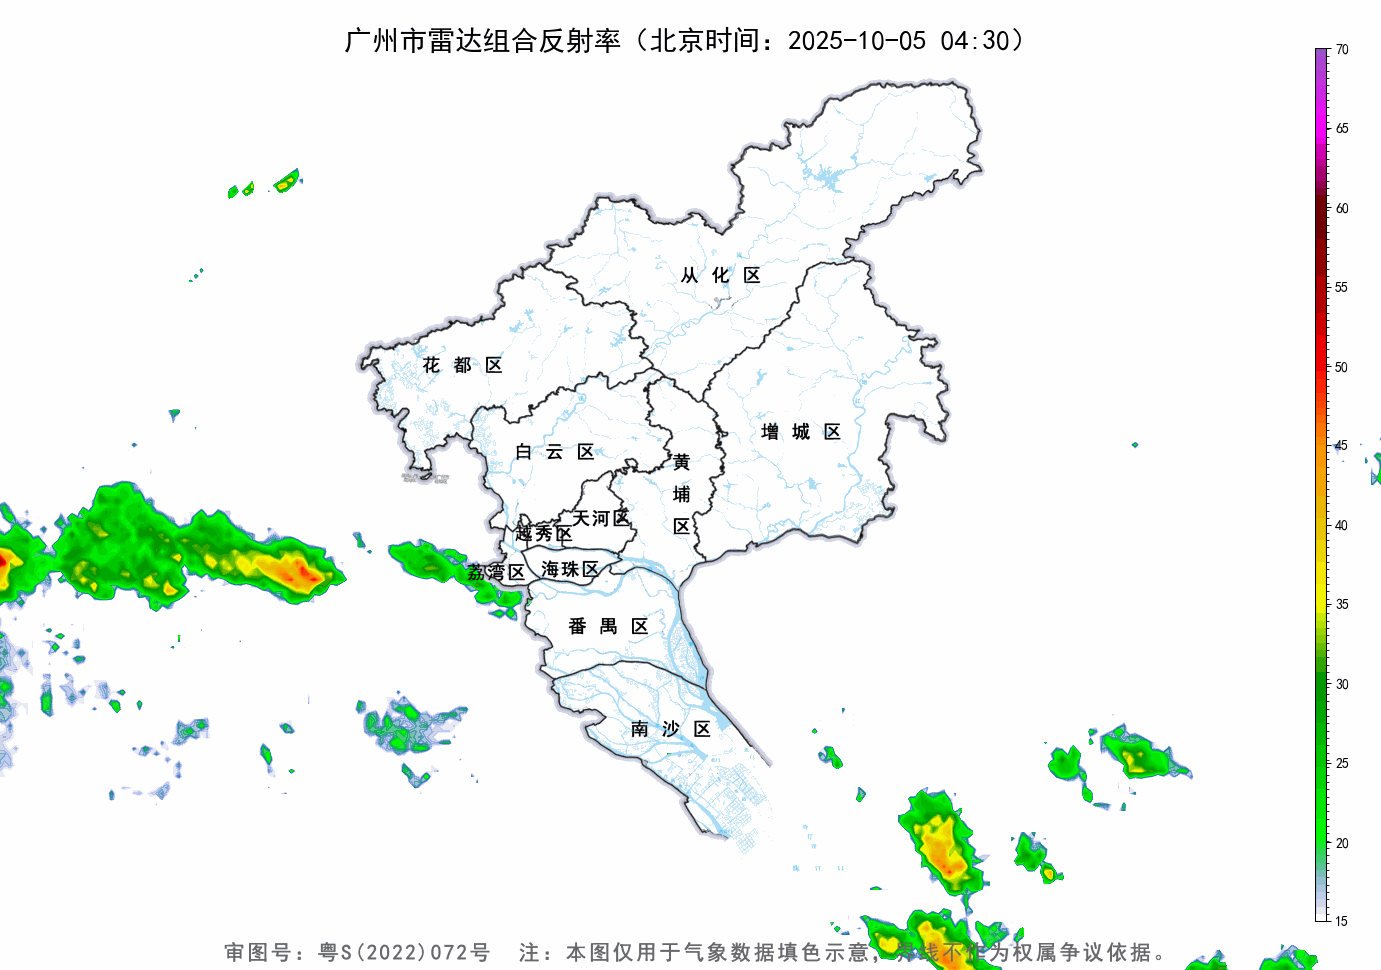 广州市雷达组合反射率（北京时间：2025-10-05 04:30）
70
65
60
55
50
45
40
35
30
25
20
15
从化区
花都区
增城区
白云区
黄埔区
天河区
越秀区
海珠区
荔湾区
番禺区
南沙区
审图号：粤S(2022)072号 注：本图仅用于气象数据填色示意，界线不作为权属争议依据。